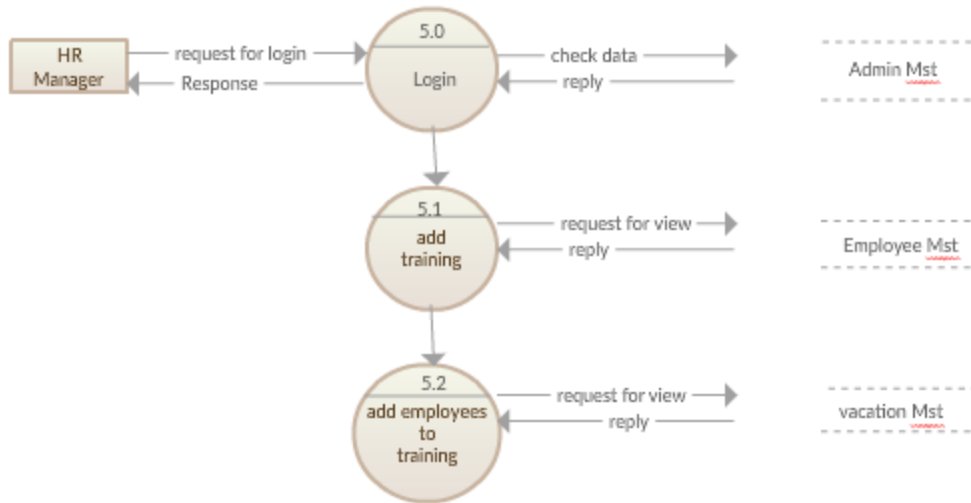 5.0
HR
Manager
request for login
Response
Login
check data
reply
Admin Mst
5.1
add
training
request for view
reply
Employee Mst
5.2
add employees
to
training
request for view
reply
vacation Mst